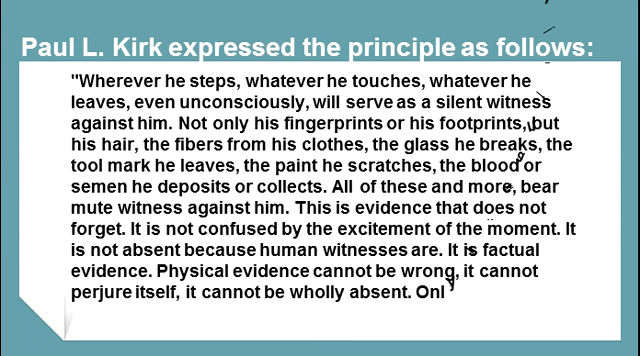 Paul L. Kirk expressed the principle as follows:
"Wherever he steps, whatever he touches, whatever he
leaves, even unconsciously, will serve as a silent witness
against him. Not only his fingerprints or his footprints, but
his hair, the fibers from his clothes, the glass he breaks, the
tool mark he leaves, the paint he scratches, the blood or
semen he deposits or collects. All of these and more, bear
mute witness against him. This is evidence that does not
forget. It is not confused by the excitement of the moment. It
is not absent because human witnesses are. It is factual
evidence. Physical evidence cannot be wrong, it cannot
perjure itself, it cannot be wholly absent. Onl y